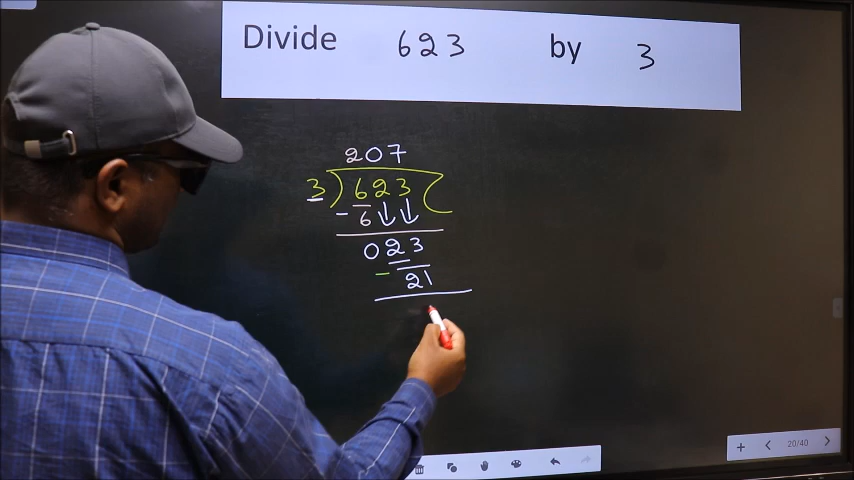 Divide 623 by 3
207
3 ) 623 (
- 6 ↓↓
023
- 21
+ < 20/40 >